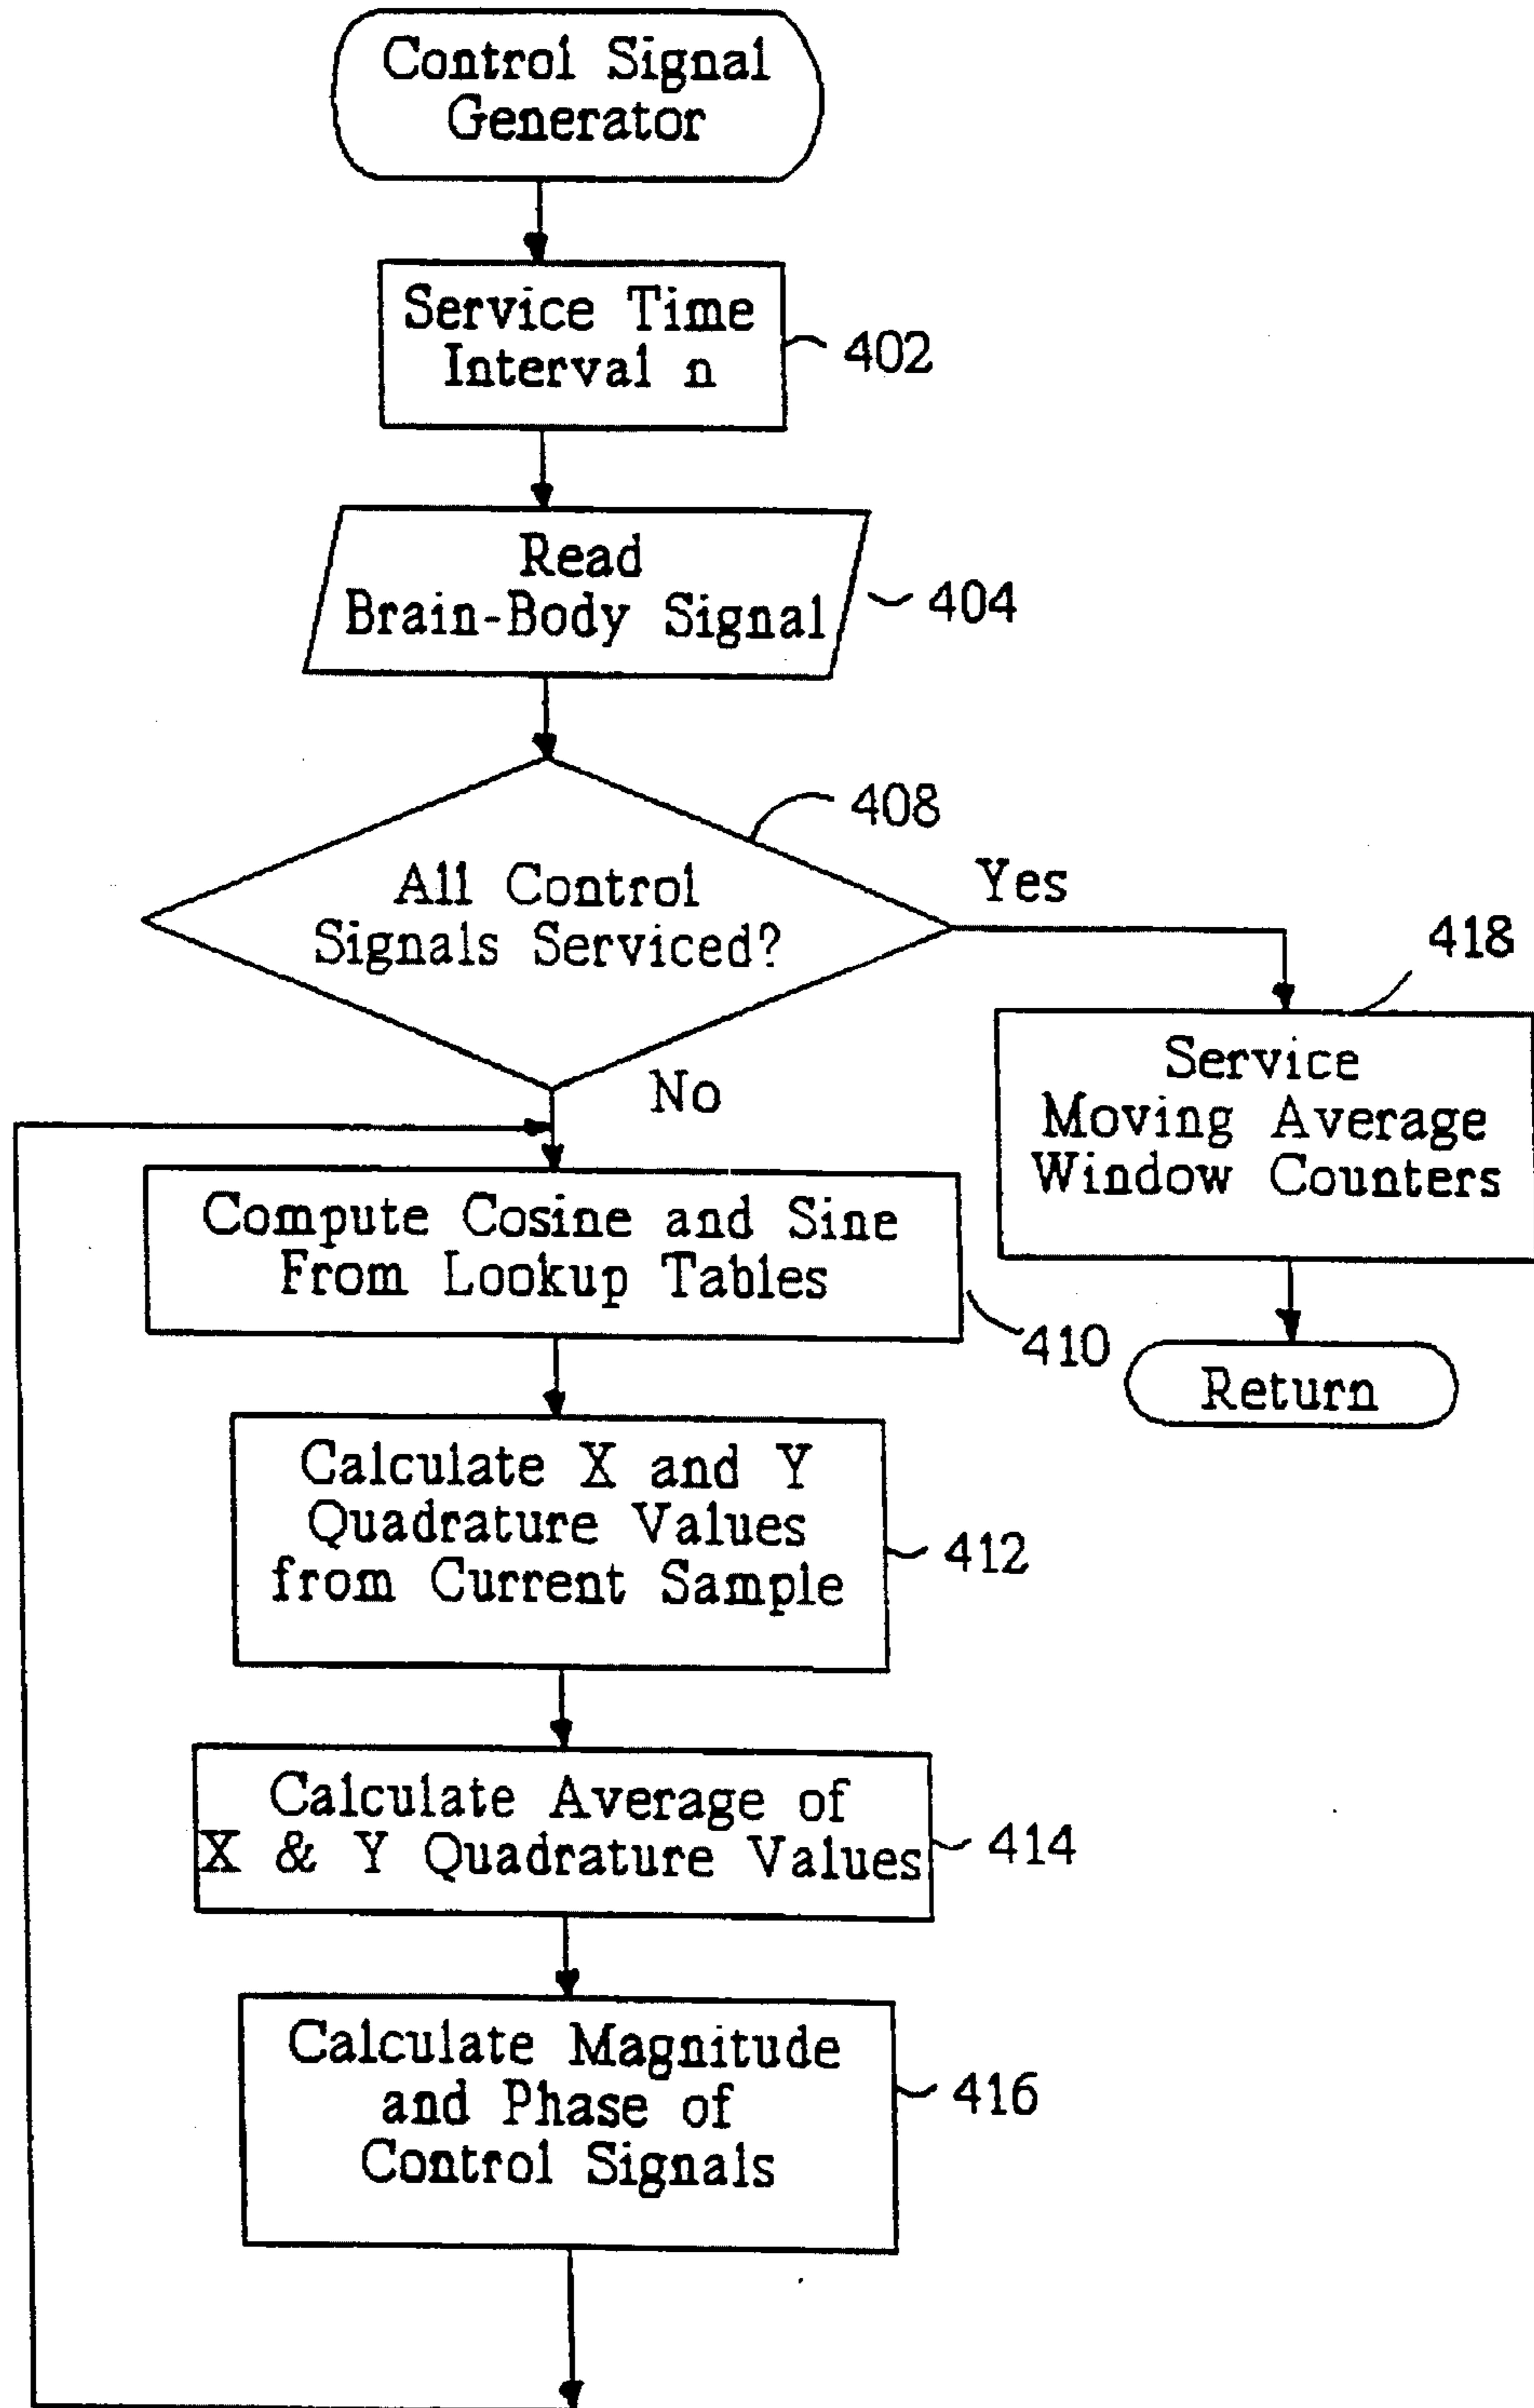 Control Signal
Generator
Service Time
Interval n
402
Read
Brain-Body Signal
404
408
All Control
Signals Serviced?
Yes
No
418
Service
Moving Average
Window Counters
Return
Compute Cosine and Sine
From Lookup Tables
410
Calculate X and Y
Quadrature Values
from Current Sample
412
Calculate Average of
X & Y Quadrature Values
414
Calculate Magnitude
and Phase of
Control Signals
416